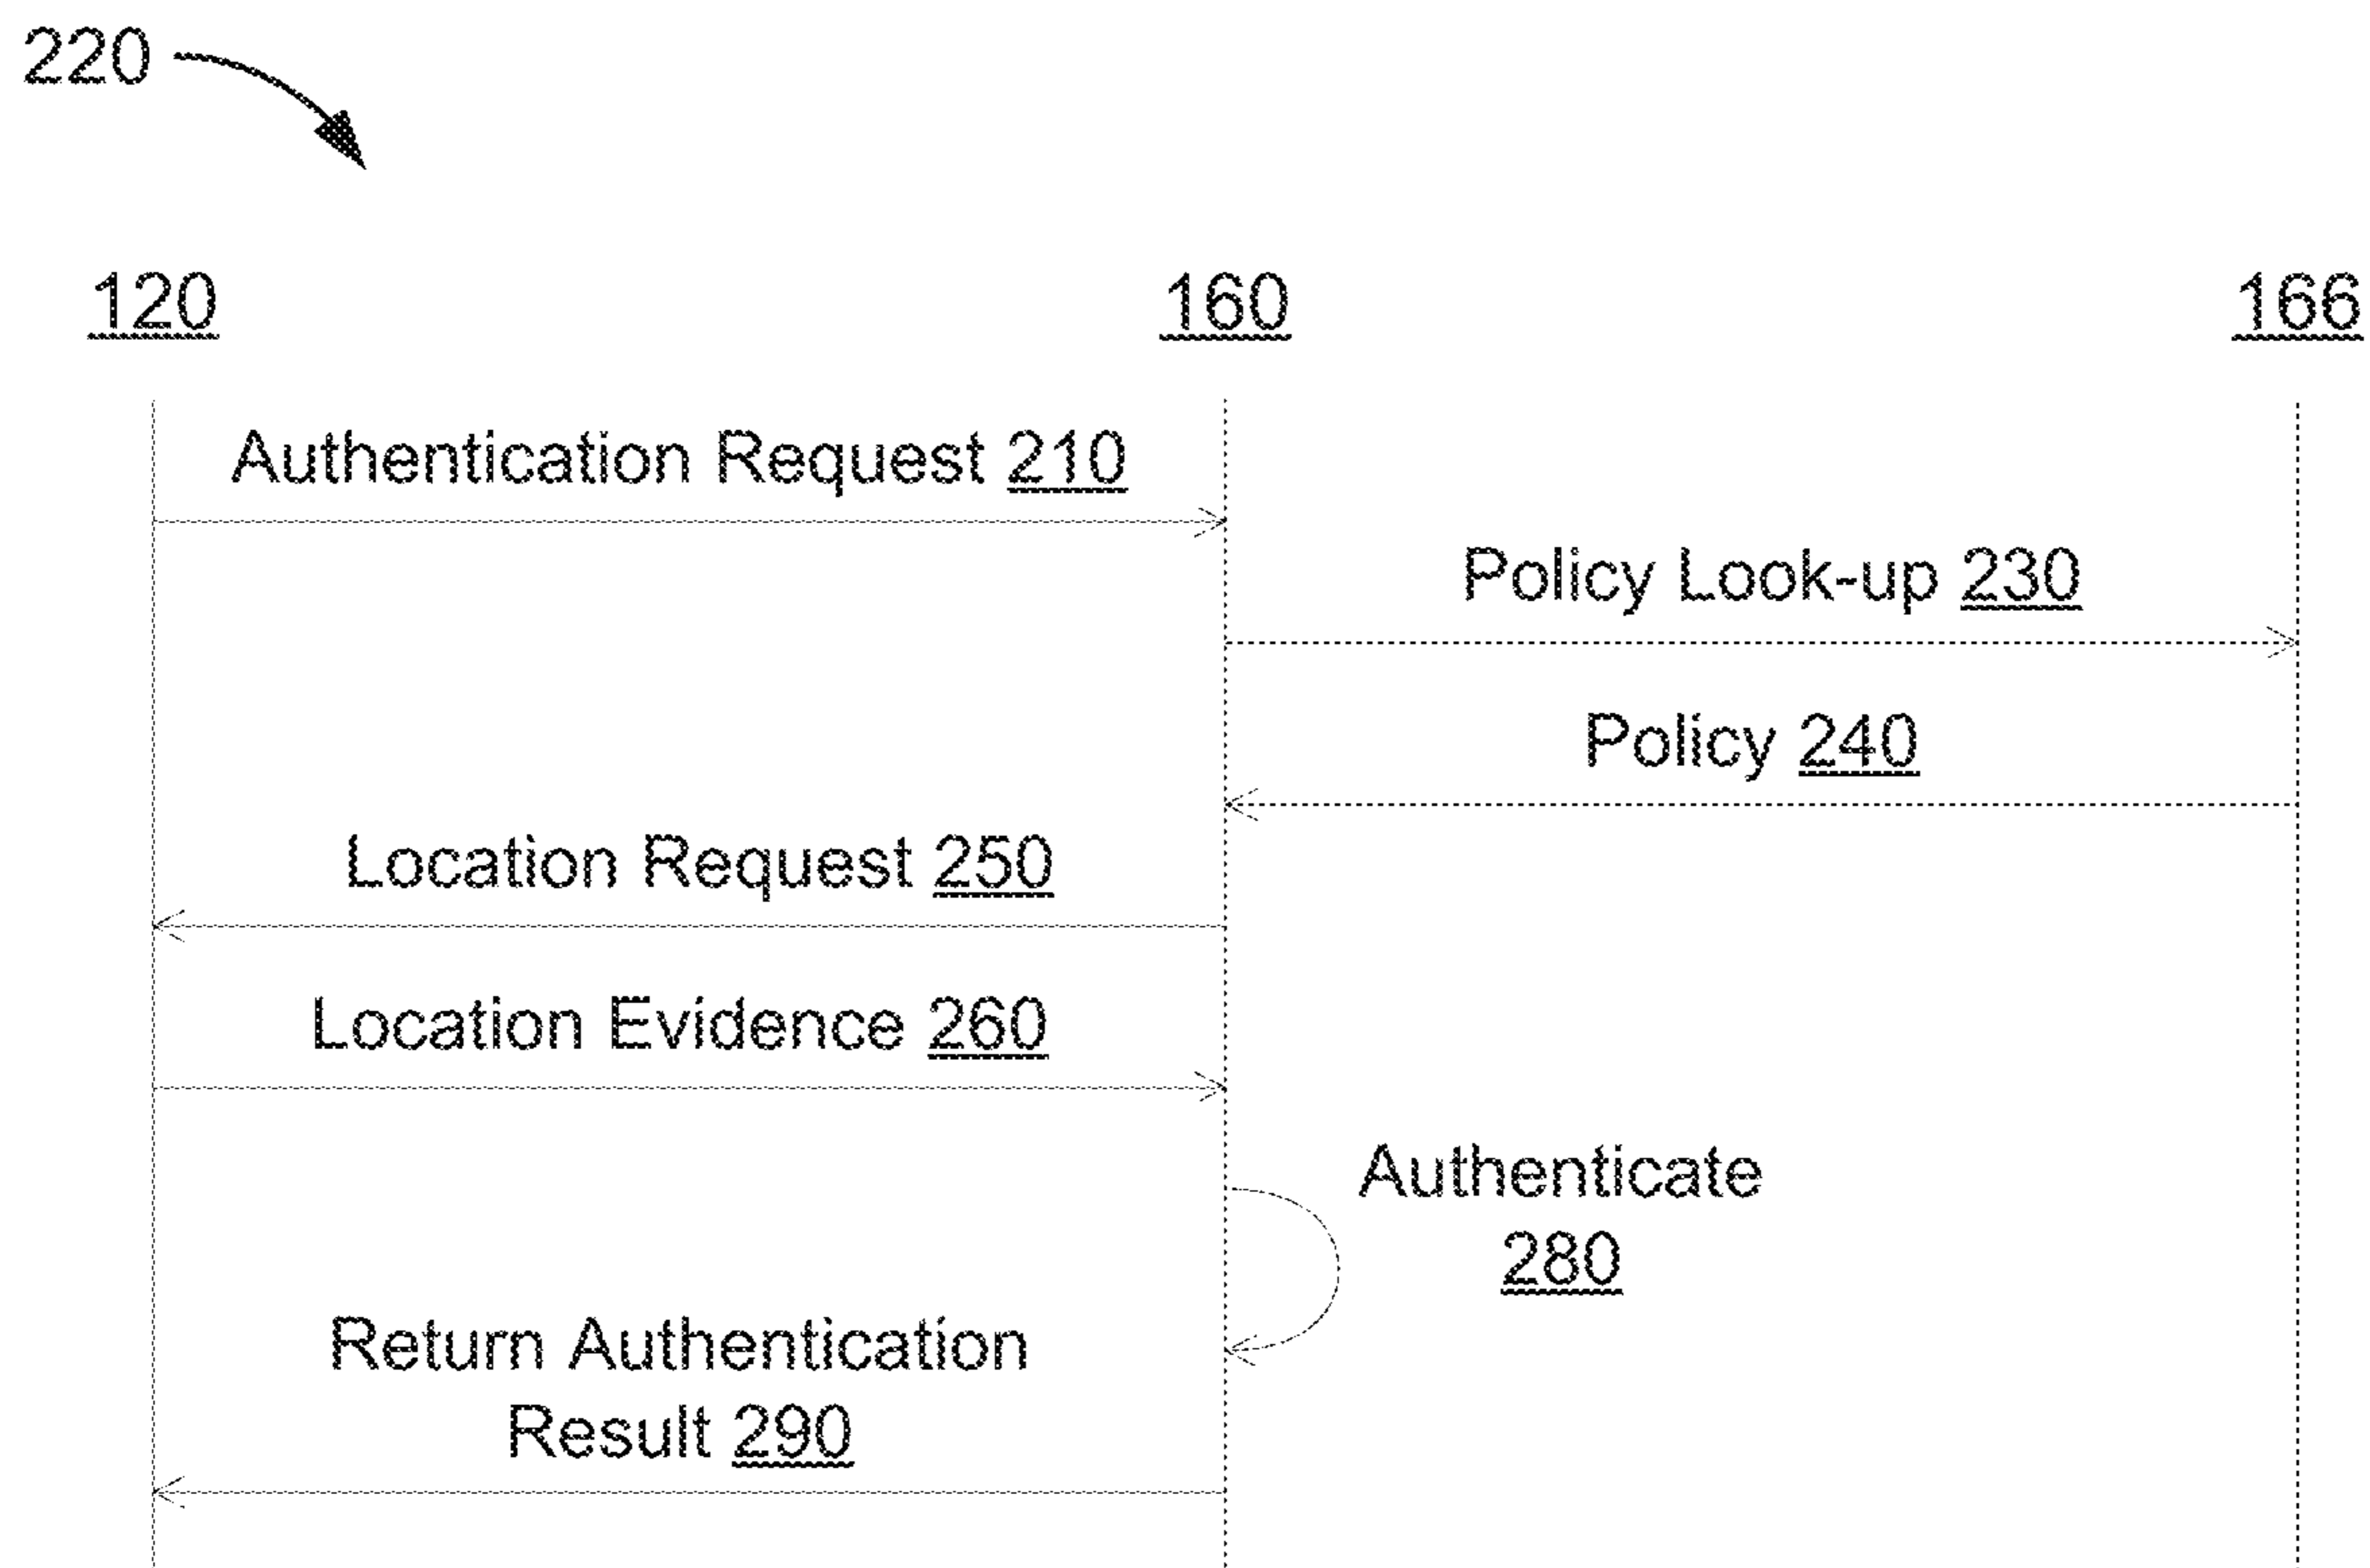 220
120
160
166
Authentication Request 210
Policy Look-up 230
Policy 240
Location Request 250
Location Evidence 260
Authenticate
280
Return Authentication
Result 290